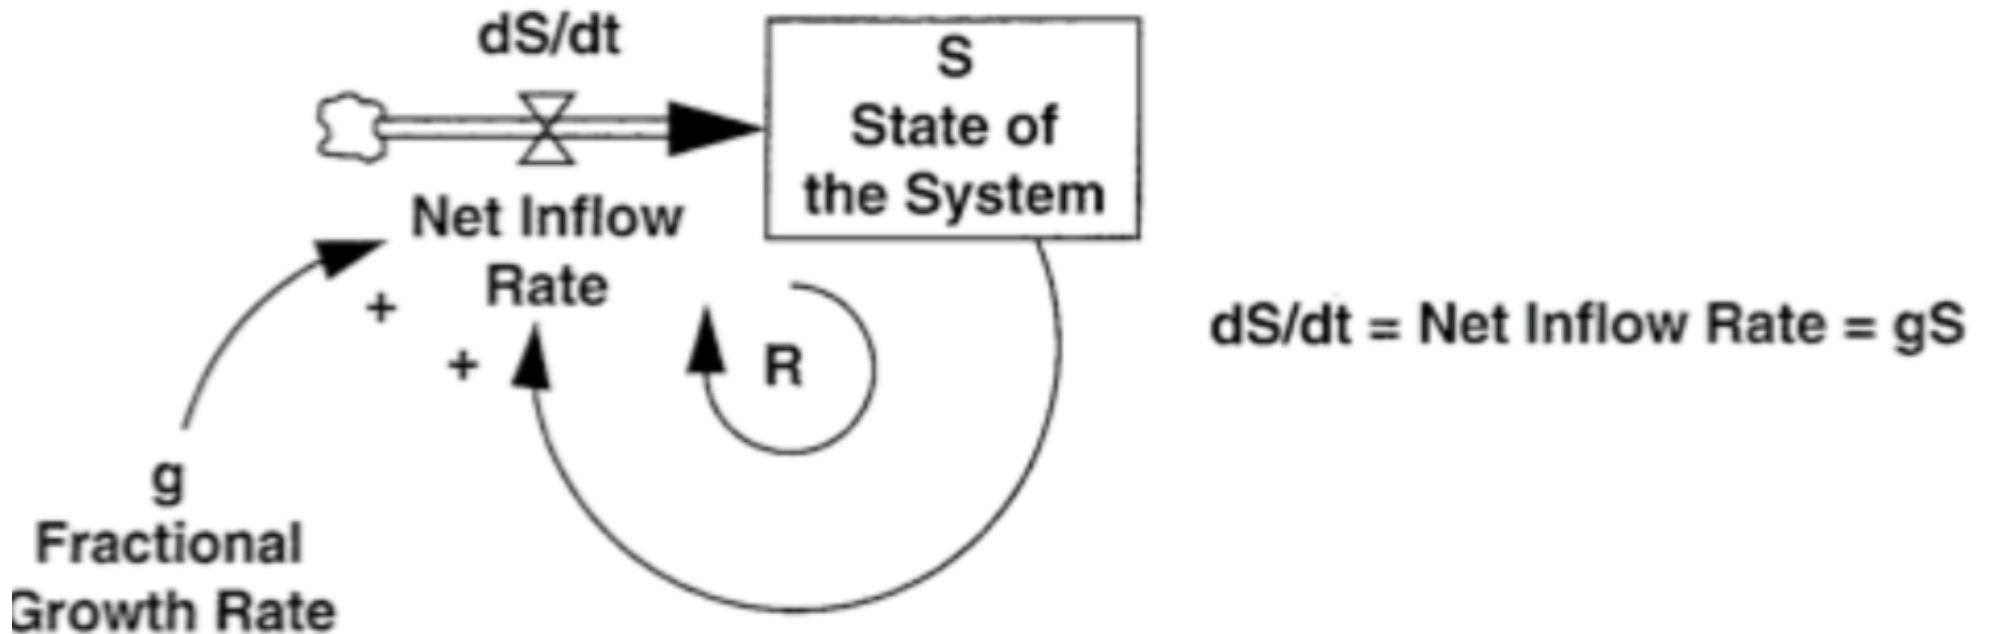 dS/dt
S
State of
the System
Net Inflow
Rate
+
+
R
dS/dt = Net Inflow Rate = gS
g
Fractional
Growth Rate